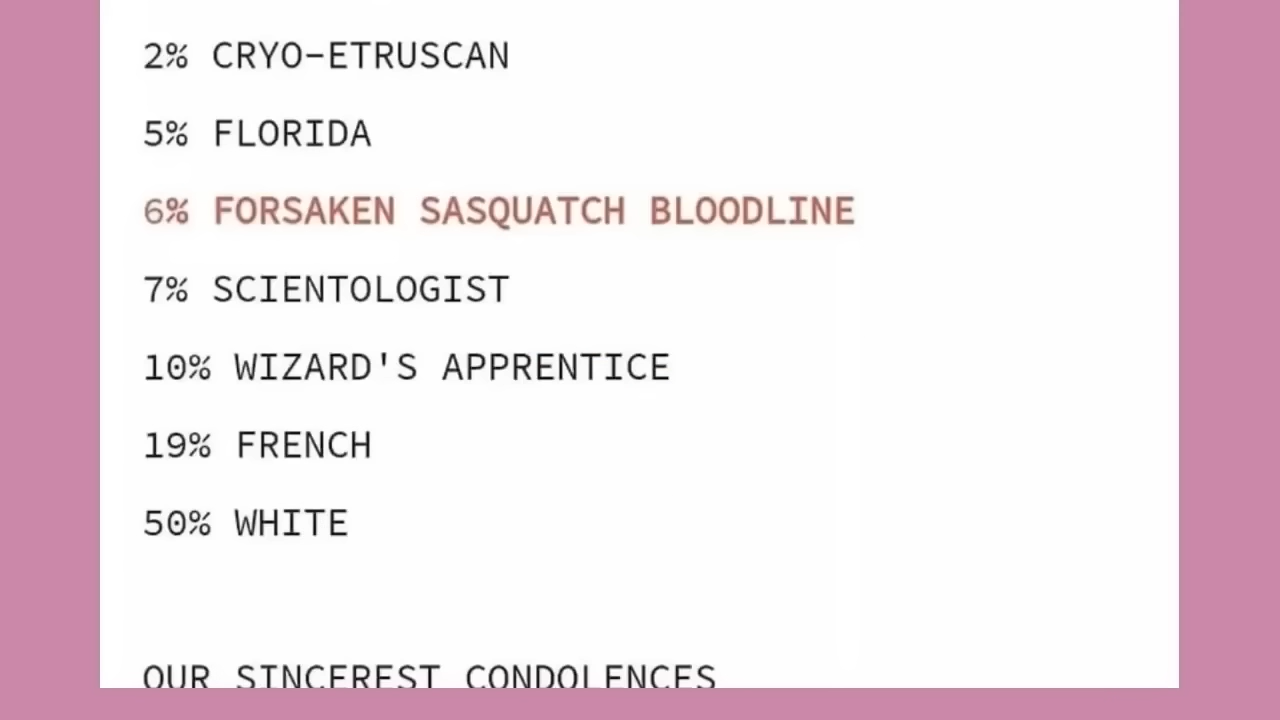 2% CRYO-ETRUSCAN
5% FLORIDA
6% FORSAKEN SASQUATCH BLOODLINE
7% SCIENTOLOGIST
10% WIZARD'S APPRENTICE
19% FRENCH
50% WHITE
OUR SINCEREST CONDOLENCES